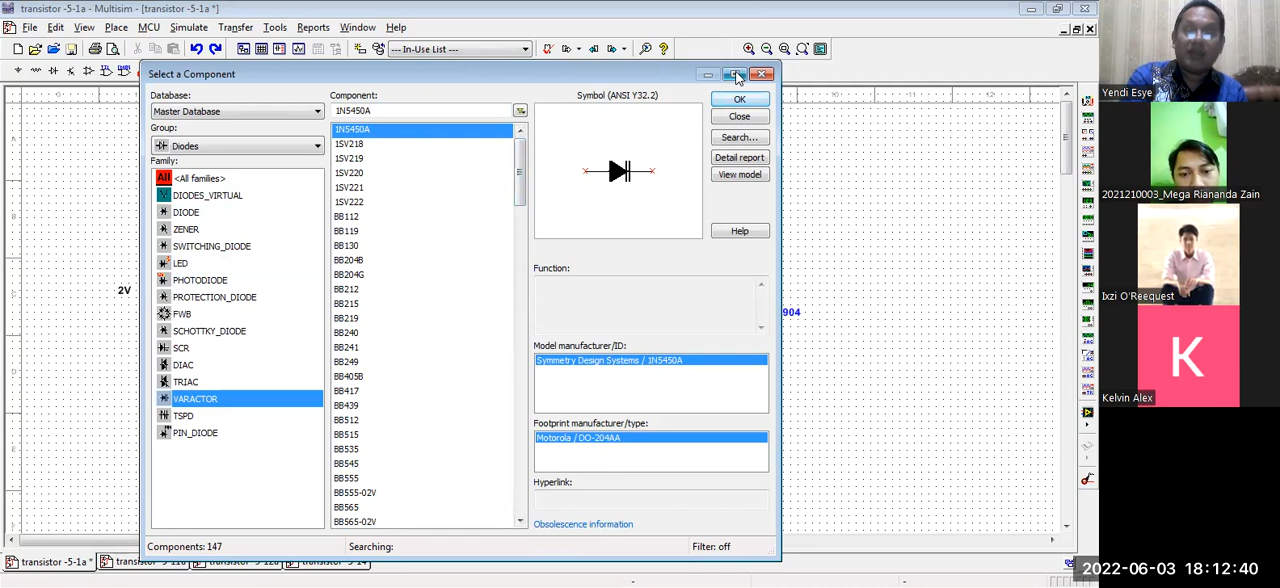 transistor -5-1a - Multisim - [transistor -5-1a *]
File Edit View Place MCU Simulate Transfer Tools Reports Window Help
--- In-Use List ---
Select a Component
Database:
Master Database
Group:
Diodes
Family:
<All families>
DIODES_VIRTUAL
DIODE
ZENER
SWITCHING_DIODE
LED
PHOTODIODE
PROTECTION_DIODE
FWB
SCHOTTKY_DIODE
SCR
DIAC
TRIAC
VARACTOR
TSPD
PIN_DIODE
Component:
1N5450A
1N5450A
1SV218
1SV219
1SV220
1SV221
1SV222
BB112
BB119
BB130
BB204B
BB204G
BB212
BB215
BB219
BB240
BB241
BB249
BB405B
BB417
BB439
BB512
BB515
BB535
BB545
BB555
BB555-02V
BB565
BB565-02V
Symbol (ANSI Y32.2)
OK
Close
Search...
Detail report
View model
Help
Function:
Model manufacturer/ID:
Symmetry Design Systems / 1N5450A
Footprint manufacturer/type:
Motorola / DO-204AA
Hyperlink:
Obsolescence information
Components: 147
Searching:
Filter: off
2V
904
transistor -5-1a *
Yendi Esye
2021210003_Mega Riananda Zain
Ixzi O'Reequest
K
Kelvin Alex
2022-06-03 18:12:40